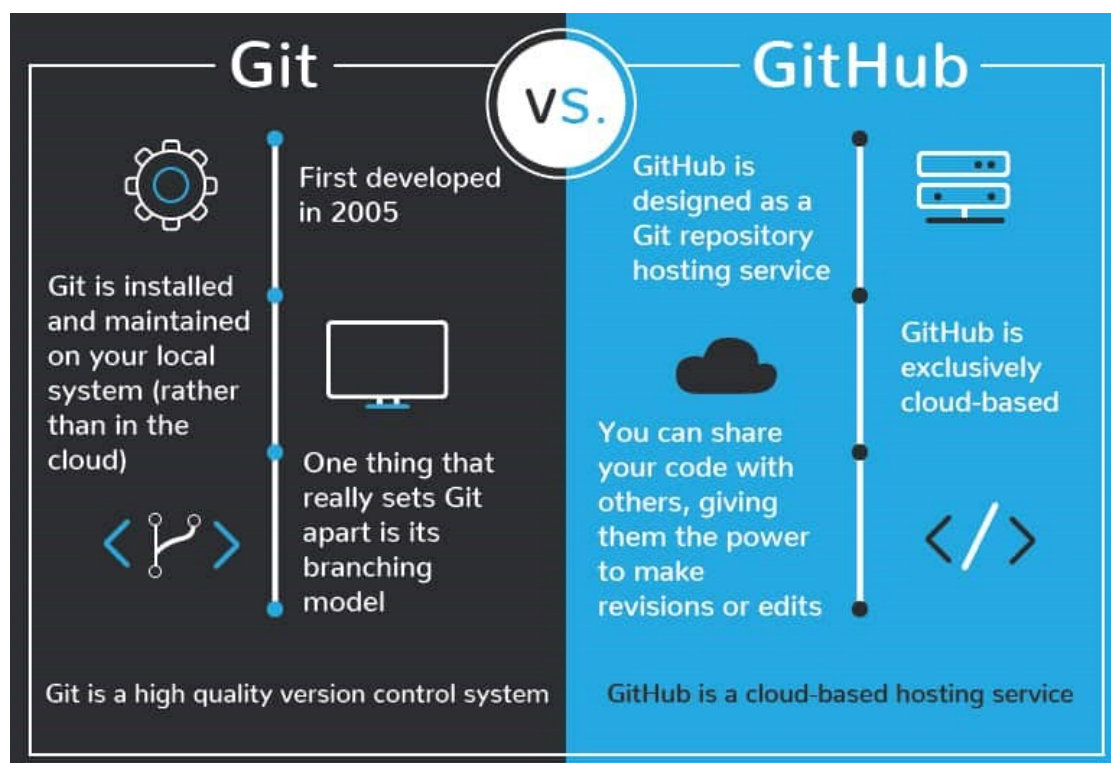 Git
vs.
GitHub
First developed
in 2005
Git is installed
and maintained
on your local
system (rather
than in the
cloud)
One thing that
really sets Git
apart is its
branching
model
Git is a high quality version control system
GitHub is
designed as a
Git repository
hosting service
GitHub is
exclusively
cloud-based
You can share
your code with
others, giving
them the power
to make
revisions or edits
GitHub is a cloud-based hosting service